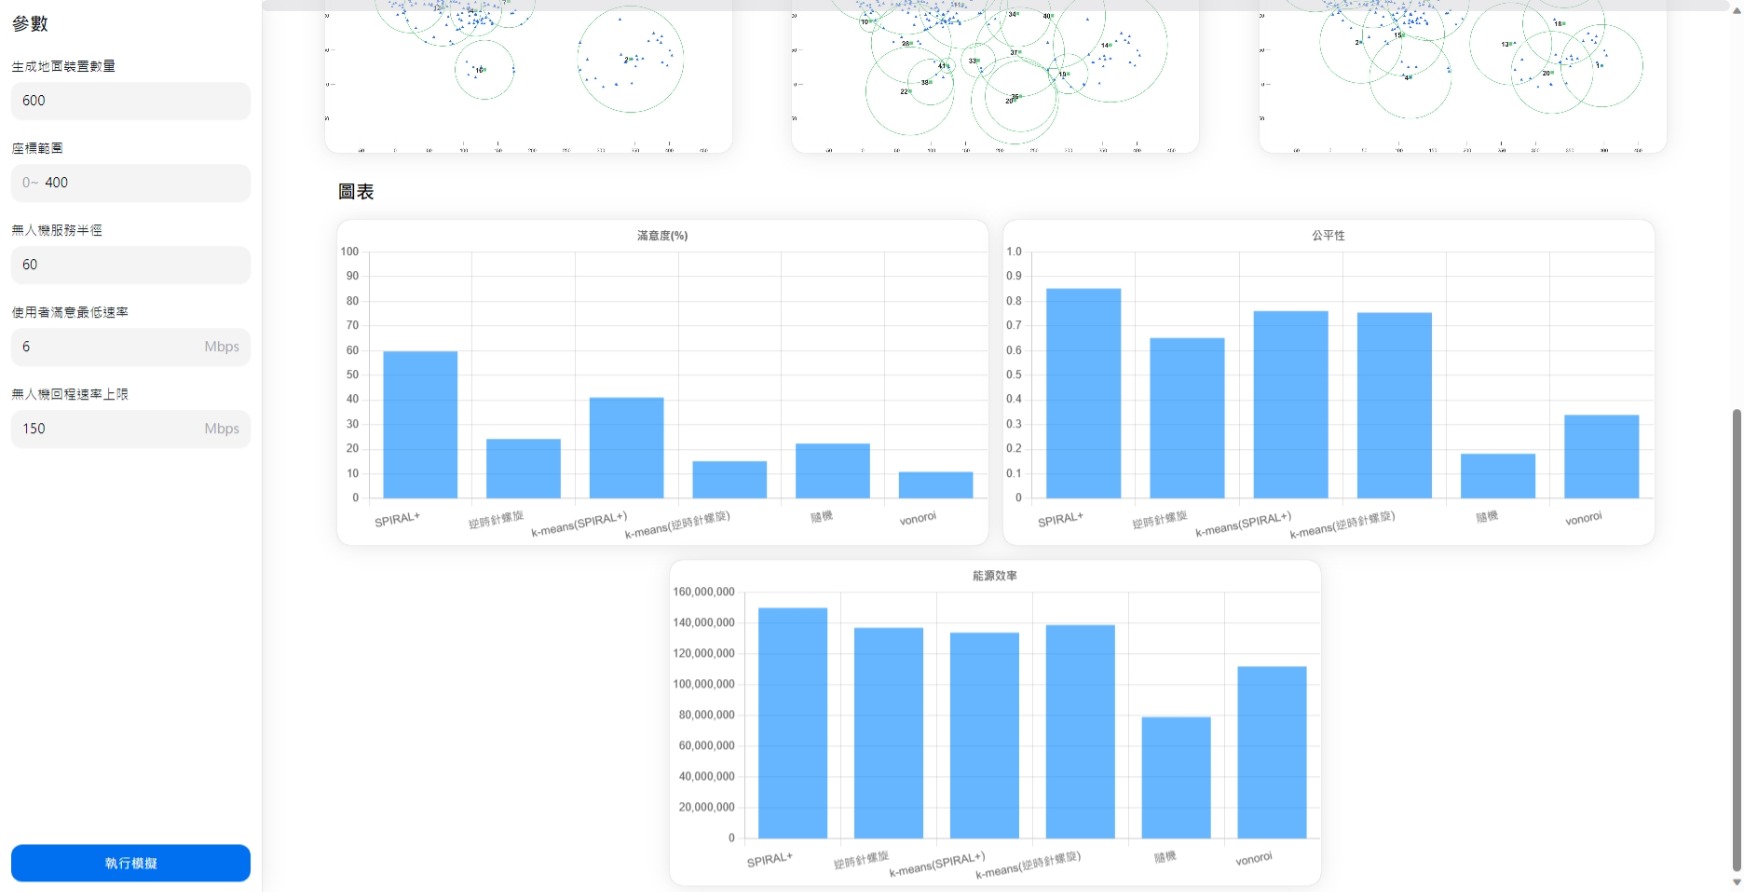 參數
生成地面裝置數量
600
座標範圍
0~ 400
無人機服務半徑
60
使用者滿意最低速率
6 Mbps
無人機回程速率上限
150 Mbps
執行模擬
圖表
滿意度(%)
100
90
80
70
60
50
40
30
20
10
0
SPIRAL+
逆時針螺旋
k-means(SPIRAL+)
k-means(逆時針螺旋)
隨機
vonoroi
公平性
1.0
0.9
0.8
0.7
0.6
0.5
0.4
0.3
0.2
0.1
0
SPIRAL+
逆時針螺旋
k-means(SPIRAL+)
k-means(逆時針螺旋)
隨機
vonoroi
能源效率
160,000,000
140,000,000
120,000,000
100,000,000
80,000,000
60,000,000
40,000,000
20,000,000
0
SPIRAL+
逆時針螺旋
k-means(SPIRAL+)
k-means(逆時針螺旋)
隨機
vonoroi